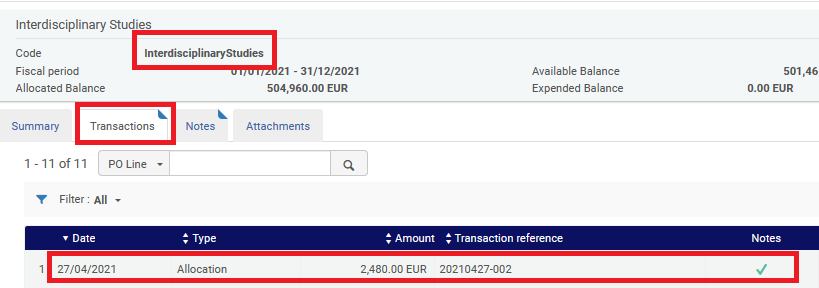 Interdisciplinary Studies
Code InterdisciplinaryStudies
Fiscal period 01/01/2021 - 31/12/2021 Available Balance 501,46
Allocated Balance 504,960.00 EUR Expended Balance 0.00 EUR
Summary Transactions Notes Attachments
1 - 11 of 11 PO Line
Filter : All
Date Type Amount Transaction reference Notes
1 27/04/2021 Allocation 2,480.00 EUR 20210427-002